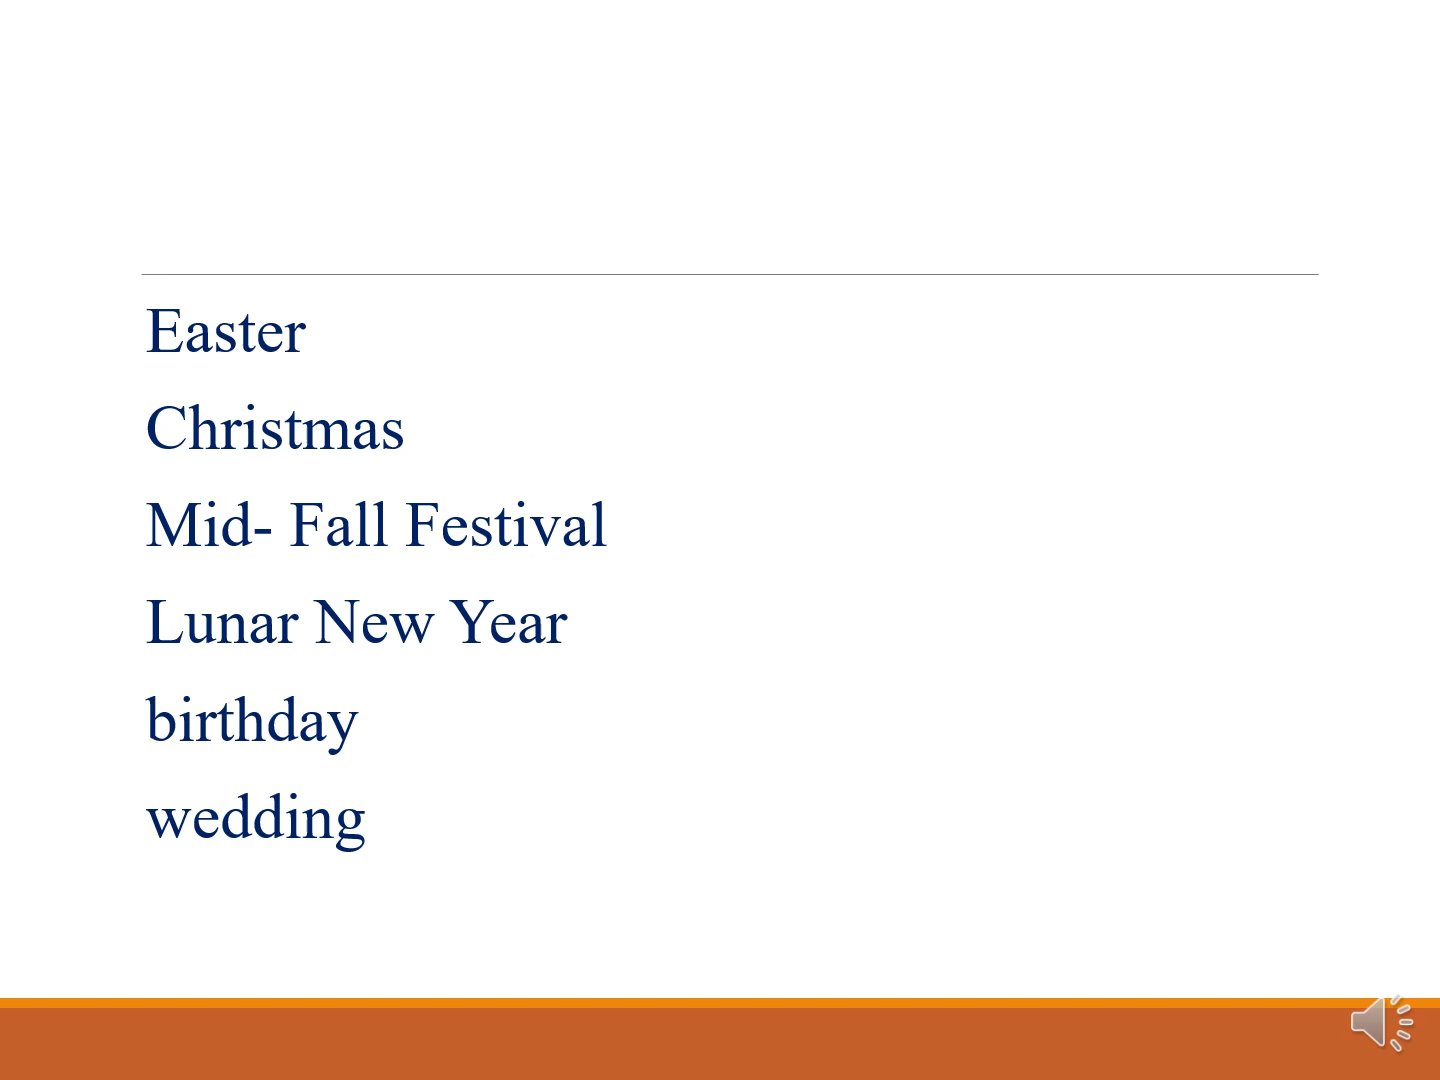 Easter
Christmas
Mid- Fall Festival
Lunar New Year
birthday
wedding